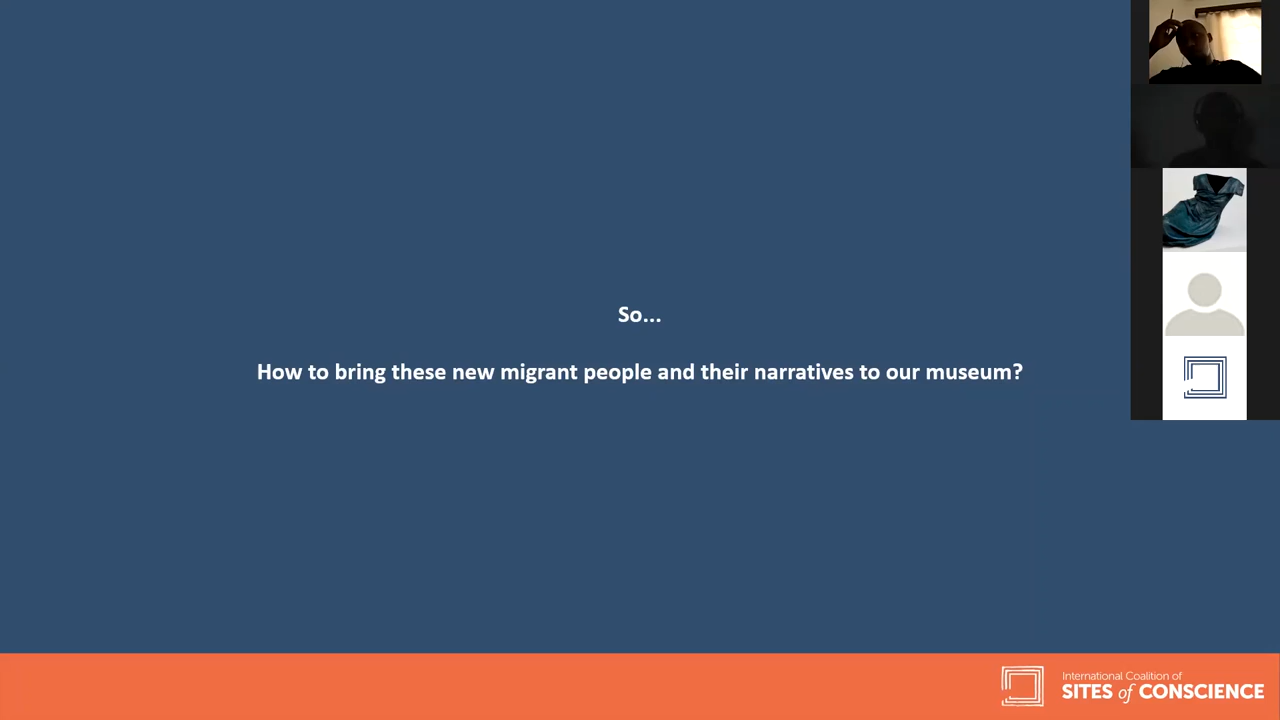 So...
How to bring these new migrant people and their narratives to our museum?
International Coalition of
SITES of CONSCIENCE